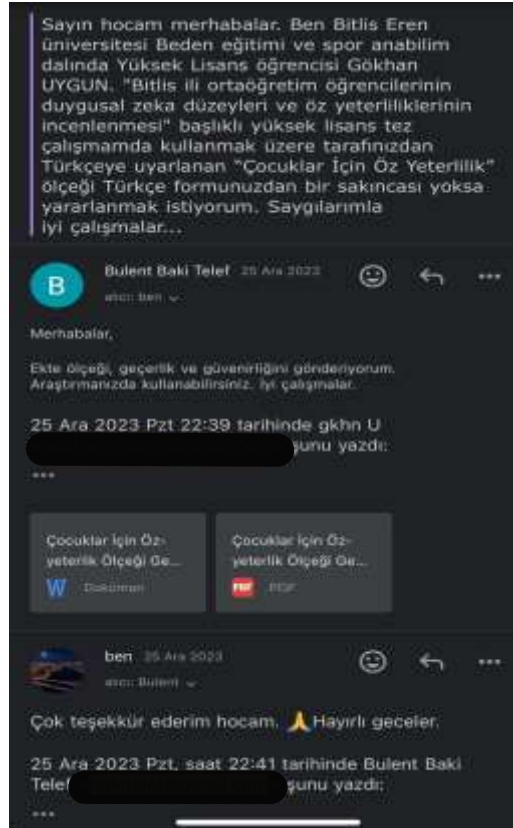 Sayın hocam merhabalar. Ben Bitlis Eren
üniversitesi Beden eğitimi ve spor anabilim
dalında Yüksek Lisans öğrencisi Gökhan
UYGUN. "Bitlis ili ortaöğretim öğrencilerinin
duygusal zeka düzeyleri ve öz yeterliliklerinin
incenlenmesi" başlıklı yüksek lisans tez
çalışmamda kullanmak üzere tarafınızdan
Türkçeye uyarlanan "Çocuklar İçin Öz Yeterlilik"
ölçeği Türkçe formunuzdan bir sakıncası yoksa
yararlanmak istiyorum. Saygılarımla
iyi çalışmalar...
B
Bulent Baki Telef 25 Ara 2023
alıcı: ben
Merhabalar,
Ekte ölçeği, geçerlik ve güvenirliğini gönderiyorum.
Araştırmanızda kullanabilirsiniz. İyi çalışmalar.
25 Ara 2023 Pzt 22:39 tarihinde gkhn U
şunu yazdı:
Çocuklar İçin Öz-
yeterlik Ölçeği Ge...
W Doküman
Çocuklar İçin Öz-
yeterlik Ölçeği Ge...
PDF PDF
ben 25 Ara 2023
alıcı: Bulent
Çok teşekkür ederim hocam. 🙏 Hayırlı geceler.
25 Ara 2023 Pzt, saat 22:41 tarihinde Bulent Baki
Telef
şunu yazdı: